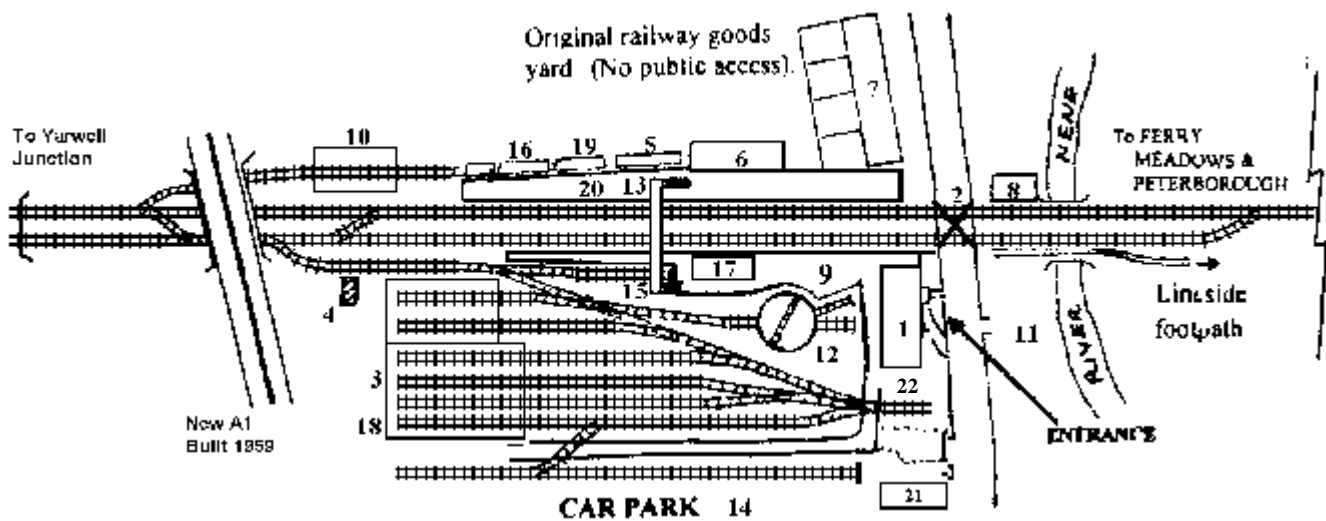 Original railway goods
yard (No public access).
7
To Yarwell
Junction
10
16
19
5
6
To FERRY
MEADOWS &
PETERBOROUGH
NENE
20
13
2
8
17
9
4
15
1
11
Lineside
footpath
RIVER
12
3
22
18
New A1
Built 1959
ENTRANCE
21
CAR PARK 14